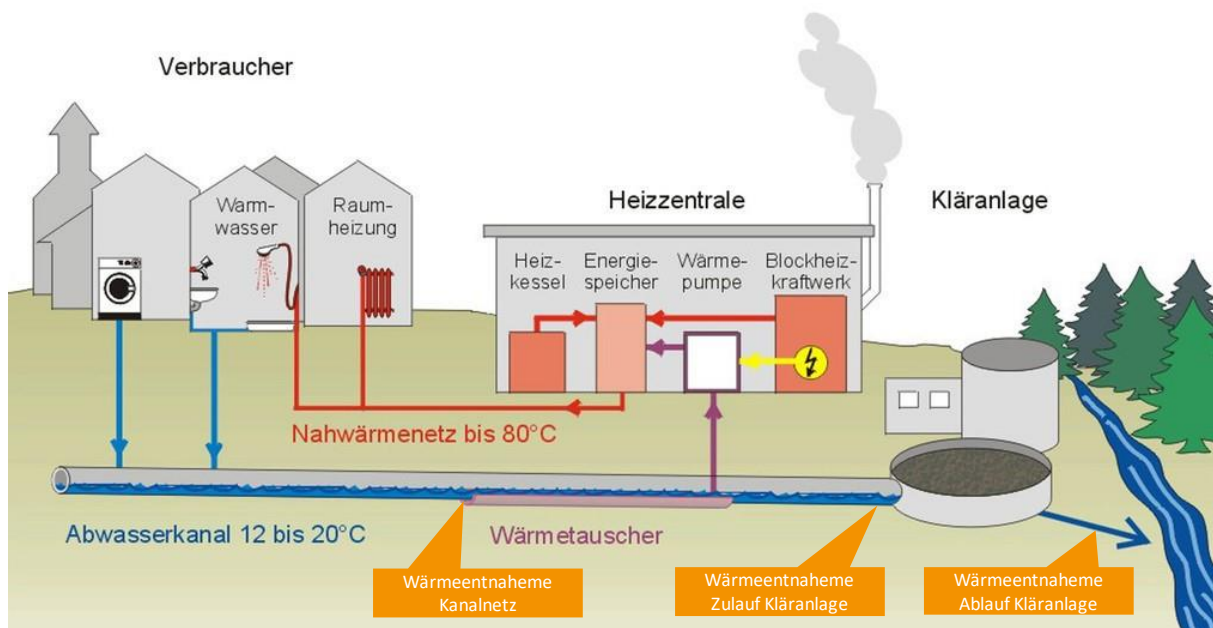 Verbraucher
Warm-
wasser
Raum-
heizung
Heizzentrale
Kläranlage
Heiz-
kessel
Energie-
speicher
Wärme-
pumpe
Blockheiz-
kraftwerk
Nahwärmenetz bis 80°C
Abwasserkanal 12 bis 20°C
Wärmetauscher
Wärmeentnaheme
Kanalnetz
Wärmeentnaheme
Zulauf Kläranlage
Wärmeentnaheme
Ablauf Kläranlage